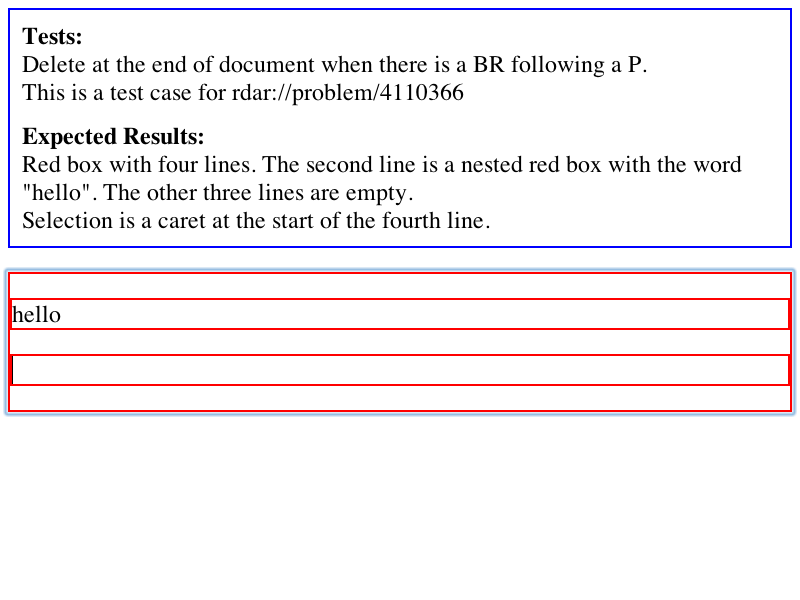 Tests:
Delete at the end of document when there is a BR following a P.
This is a test case for rdar://problem/4110366
Expected Results:
Red box with four lines. The second line is a nested red box with the word
"hello". The other three lines are empty.
Selection is a caret at the start of the fourth line.
hello